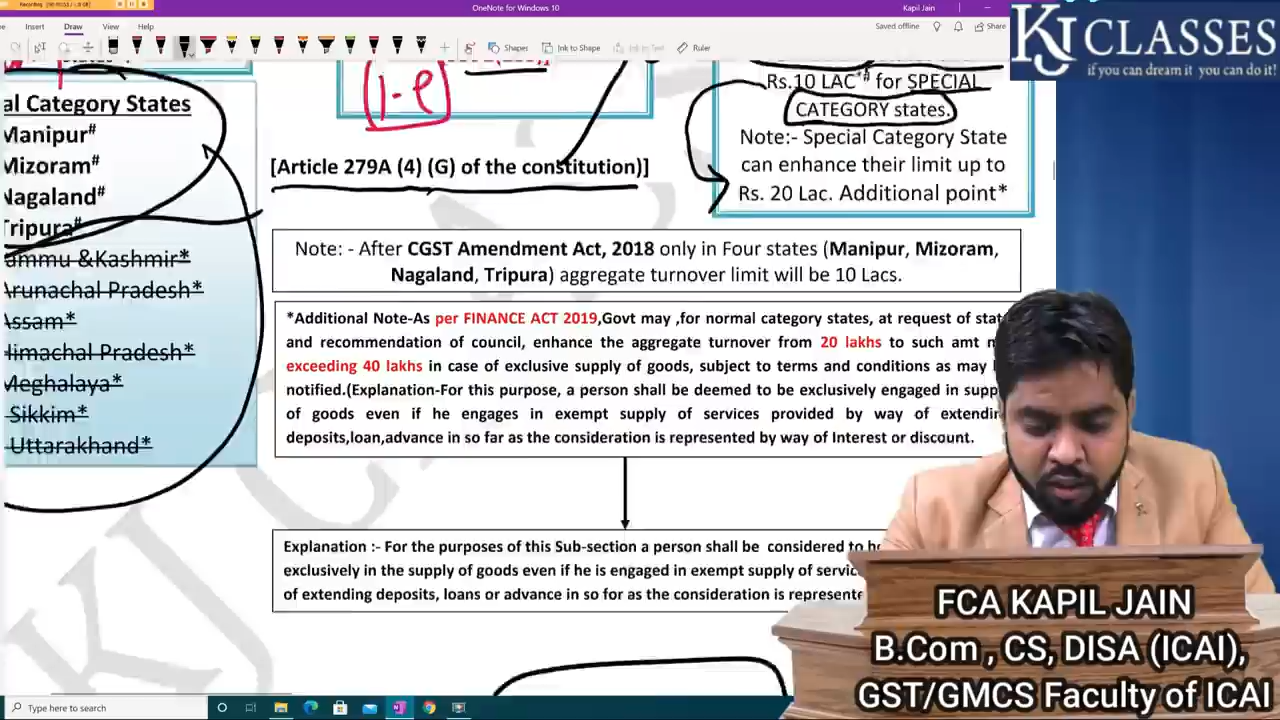 OneNote for Windows 10
Kapil Jain
Insert Draw View Help
Saved offline
Share
Shapes
Ink to Shape
Ink to Text
Ruler
KJ CLASSES
if you can dream it you can do it!
al Category States
Manipur#
Mizoram#
Nagaland#
Tripura#
ammu &Kashmir*
Arunachal Pradesh*
Assam*
Himachal Pradesh*
Meghalaya*
Sikkim*
Uttarakhand*
[Article 279A (4) (G) of the constitution)]
Rs.10 LAC*# for SPECIAL
CATEGORY states.
Note:- Special Category State
can enhance their limit up to
Rs. 20 Lac. Additional point*
Note: - After CGST Amendment Act, 2018 only in Four states (Manipur, Mizoram,
Nagaland, Tripura) aggregate turnover limit will be 10 Lacs.
*Additional Note-As per FINANCE ACT 2019,Govt may ,for normal category states, at request of stat
and recommendation of council, enhance the aggregate turnover from 20 lakhs to such amt n
exceeding 40 lakhs in case of exclusive supply of goods, subject to terms and conditions as may
notified.(Explanation-For this purpose, a person shall be deemed to be exclusively engaged in supp
of goods even if he engages in exempt supply of services provided by way of extendin
deposits,loan,advance in so far as the consideration is represented by way of Interest or discount.
Explanation :- For the purposes of this Sub-section a person shall be considered to
exclusively in the supply of goods even if he is engaged in exempt supply of servic
of extending deposits, loans or advance in so far as the consideration is represente
FCA KAPIL JAIN
B.Com , CS, DISA (ICAI),
GST/GMCS Faculty of ICAI
Type here to search